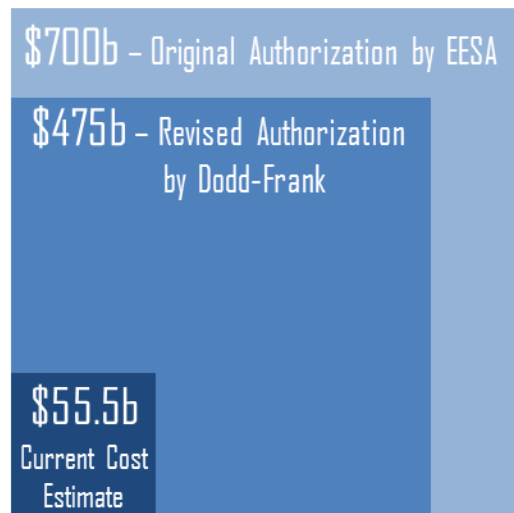 $700b – Original Authorization by EESA
$475b – Revised Authorization
by Dodd-Frank
$55.5b
Current Cost
Estimate